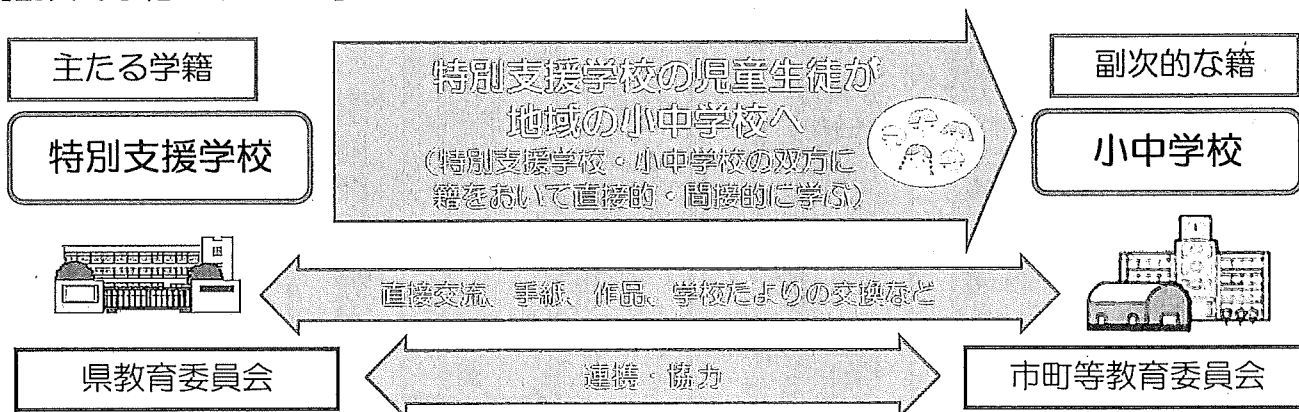 主たる学籍
特別支援学校
特別支援学校の児童生徒が
地域の小中学校へ
(特別支援学校・小中学校の双方に
籍をおいて直接的・間接的に学ぶ)
副次的な籍
小中学校
直接交流、手紙、作品、学校だよりの交換など
県教育委員会
連携・協力
市町等教育委員会